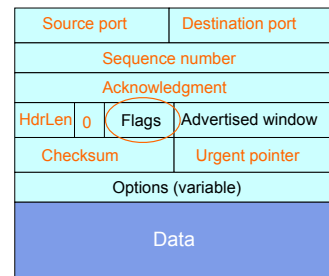 Source port Destination port
Sequence number
Acknowledgment
HdrLen 0 Flags Advertised window
Checksum Urgent pointer
Options (variable)
Data